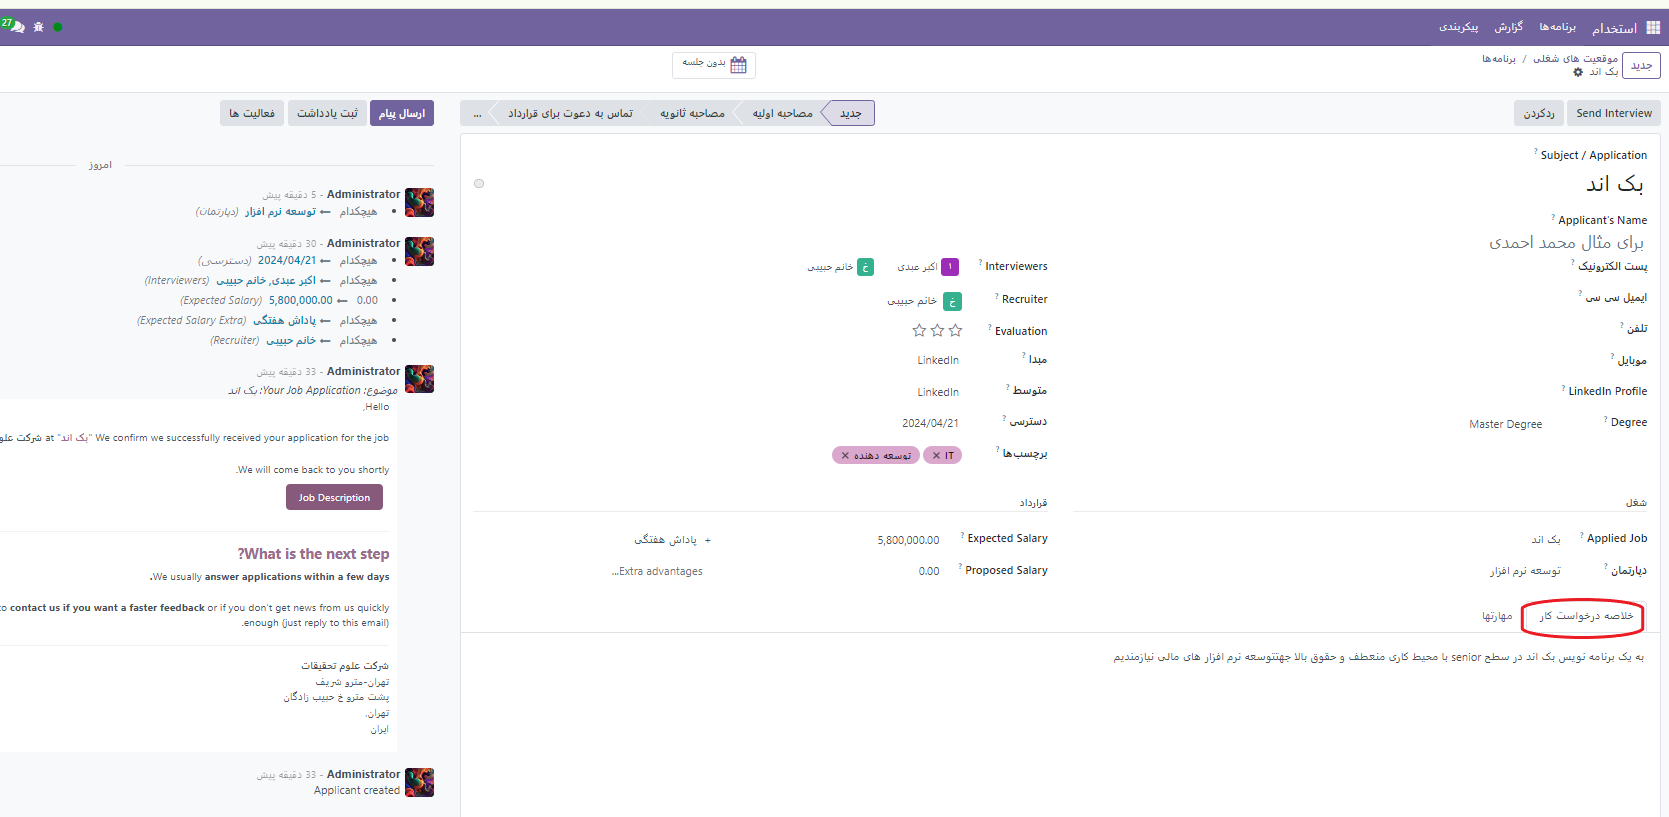 استخدام برنامه‌ها گزارش پیکربندی
27
جدید
موقعیت های شغلی / برنامه‌ها
بک اند
بدون جلسه
Send Interview ردکردن
جدید مصاحبه اولیه مصاحبه ثانویه تماس به دعوت برای قرارداد ...
ارسال پیام ثبت یادداشت فعالیت ها
Subject / Application ?
بک اند
Applicant's Name ?
برای مثال محمد احمدی
پست الکترونیک ?
ایمیل سی سی ?
تلفن ?
موبایل ?
LinkedIn Profile ?
Degree ? Master Degree
Interviewers ? ا اکبر عبدی خ خانم حبیبی
Recruiter ? خ خانم حبیبی
Evaluation ?
مبدا ? LinkedIn
متوسط ? LinkedIn
دسترسی ? 2024/04/21
برچسب‌ها ? IT × توسعه دهنده ×
شغل
Applied Job ? بک اند
دپارتمان ? توسعه نرم افزار
قرارداد
Expected Salary ? 5,800,000.00 + پاداش هفتگی
Proposed Salary ? 0.00 Extra advantages...
خلاصه درخواست کار مهارتها
به یک برنامه نویس بک اند در سطح senior با محیط کاری منعطف و حقوق بالا جهتتوسعه نرم افزار های مالی نیازمندیم
امروز
Administrator - 5 دقیقه پیش
هیچکدام ← توسعه نرم افزار (دپارتمان)
Administrator - 30 دقیقه پیش
هیچکدام ← 2024/04/21 (دسترسی)
هیچکدام ← اکبر عبدی, خانم حبیبی (Interviewers)
0.00 ← 5,800,000.00 (Expected Salary)
هیچکدام ← پاداش هفتگی (Expected Salary Extra)
هیچکدام ← خانم حبیبی (Recruiter)
Administrator - 33 دقیقه پیش
موضوع: Your Job Application: بک اند
Hello,
We confirm we successfully received your application for the job "بک اند" at شرکت علو
We will come back to you shortly.
Job Description
What is the next step?
We usually answer applications within a few days.
o contact us if you want a faster feedback or if you don't get news from us quickly
enough (just reply to this email).
شرکت علوم تحقیقات
تهران-مترو شریف
پشت مترو خ حبیب زادگان
تهران,
ایران
Administrator - 33 دقیقه پیش
Applicant created